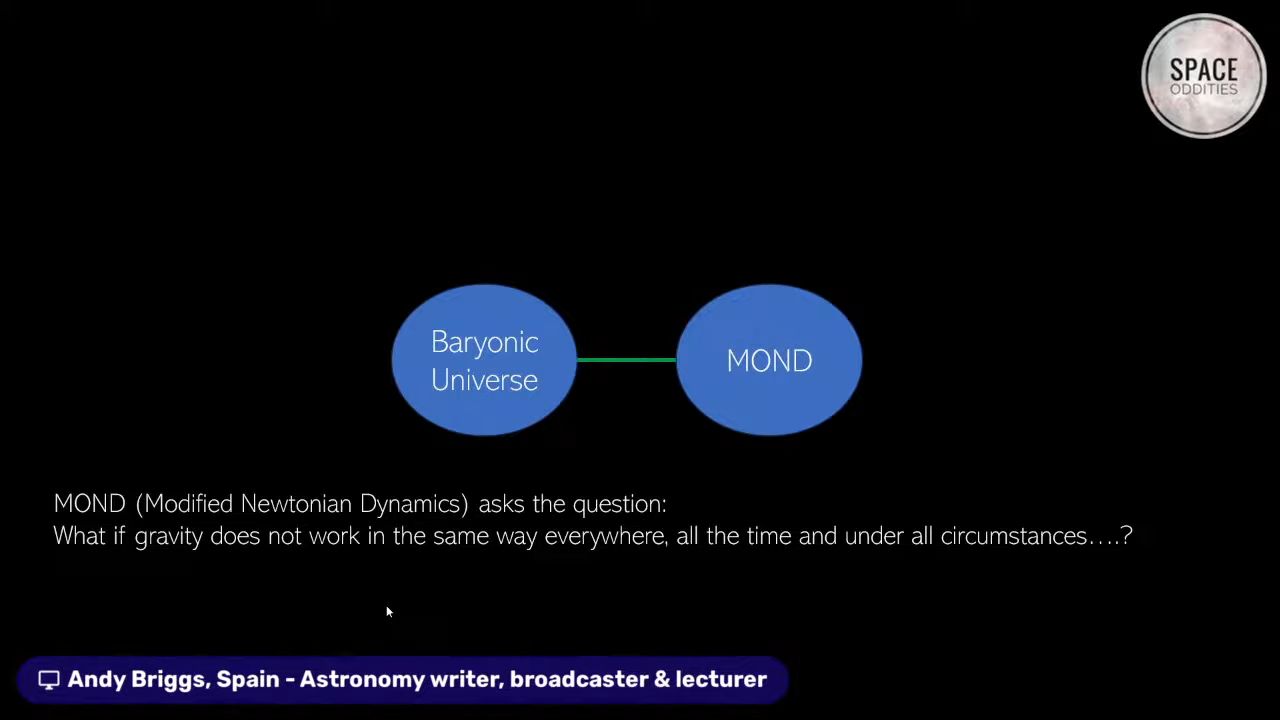 SPACE
ODDITIES
Baryonic
Universe
MOND
MOND (Modified Newtonian Dynamics) asks the question:
What if gravity does not work in the same way everywhere, all the time and under all circumstances....?
Andy Briggs, Spain - Astronomy writer, broadcaster & lecturer